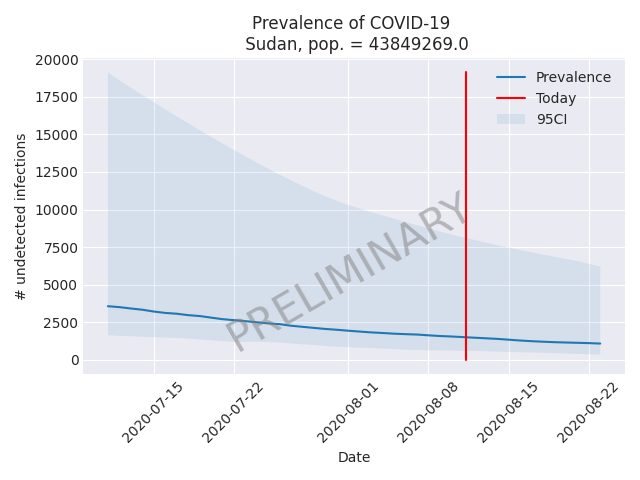 Prevalence of COVID-19
Sudan, pop. = 43849269.0
20000
17500
15000
12500
10000
7500
5000
2500
0
# undetected infections
Prevalence
Today
95CI
PRELIMINARY
2020-07-15
2020-07-22
2020-08-01
2020-08-08
2020-08-15
2020-08-22
Date